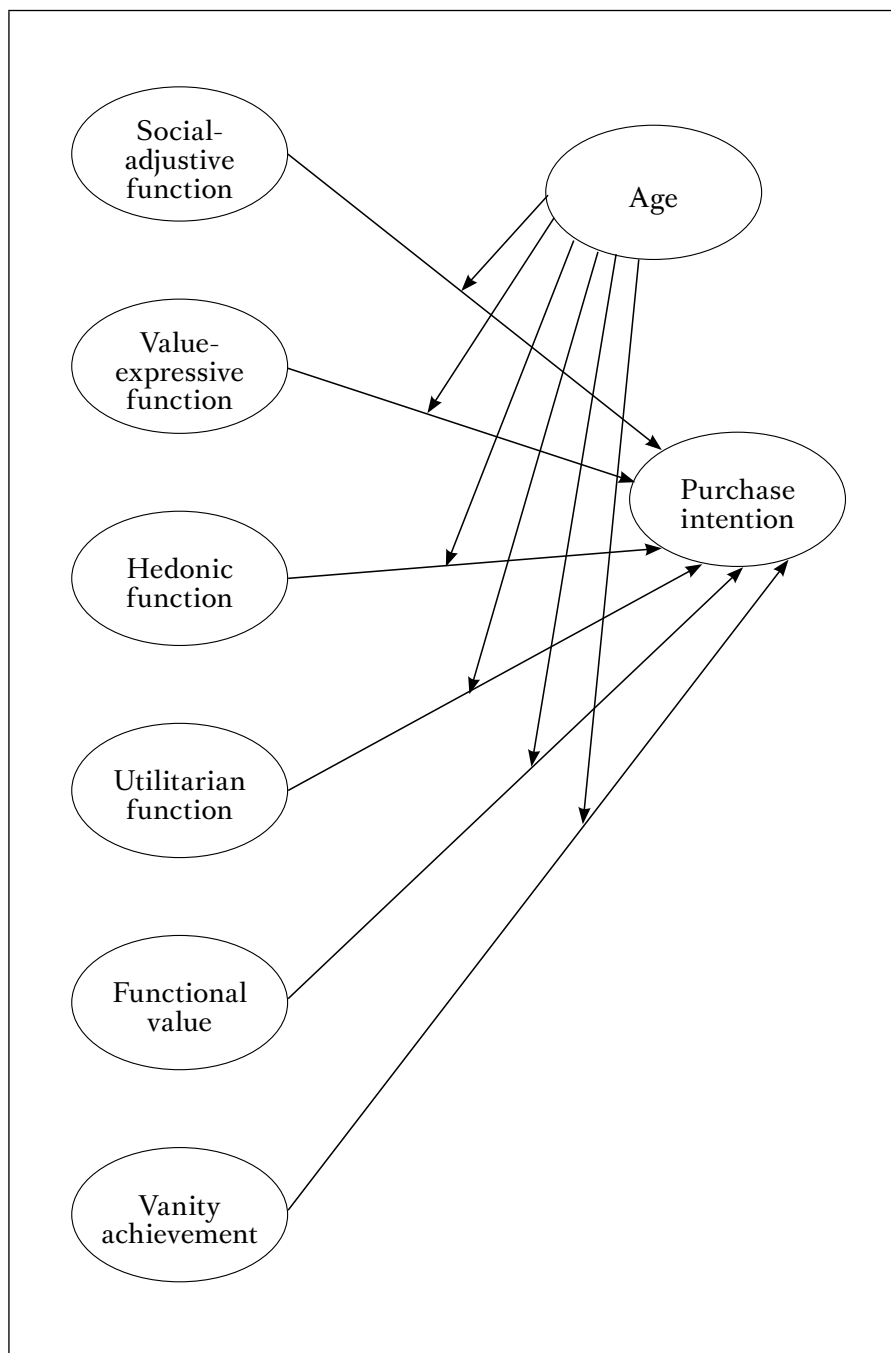 Social-
adjustive
function
Age
Value-
expressive
function
Purchase
intention
Hedonic
function
Utilitarian
function
Functional
value
Vanity
achievement